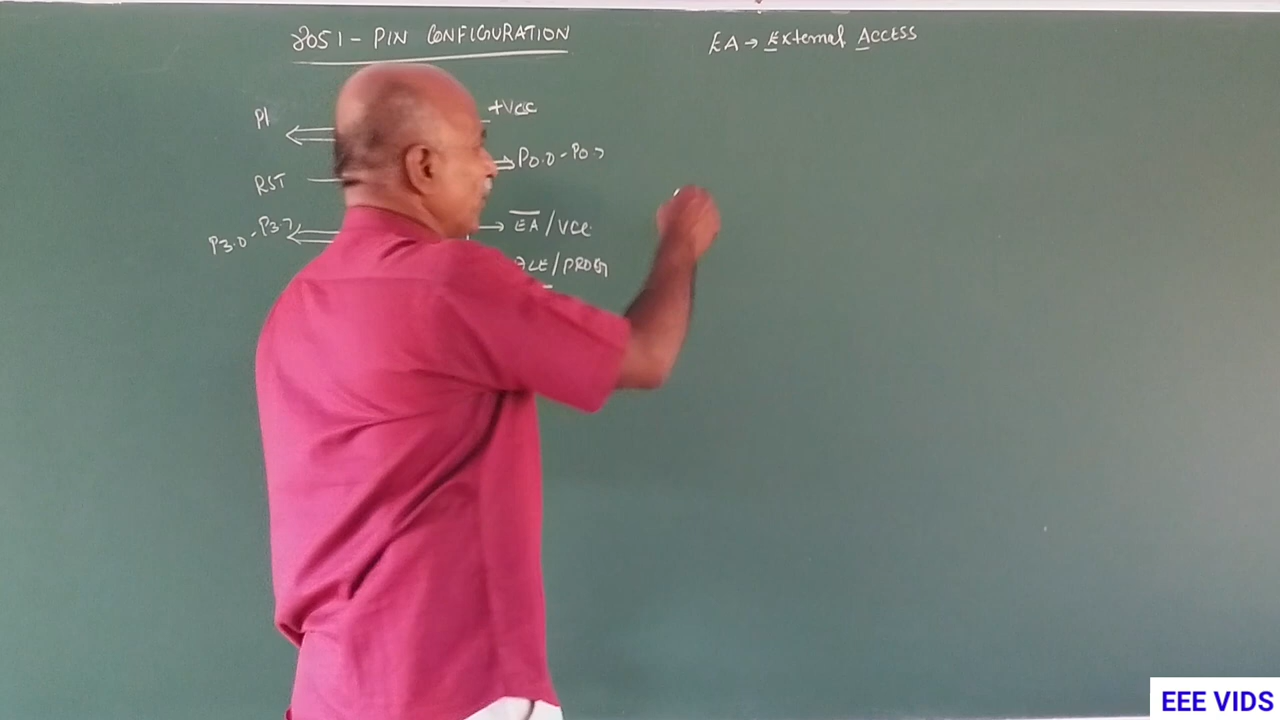 8051 - PIN CONFIGURATION
EA → External Access
P1
+Vcc
P0.0 - P0.7
RST
P3.0 - P3.7
E̅A̅ / VCC
ALE / PROG
EEE VIDS